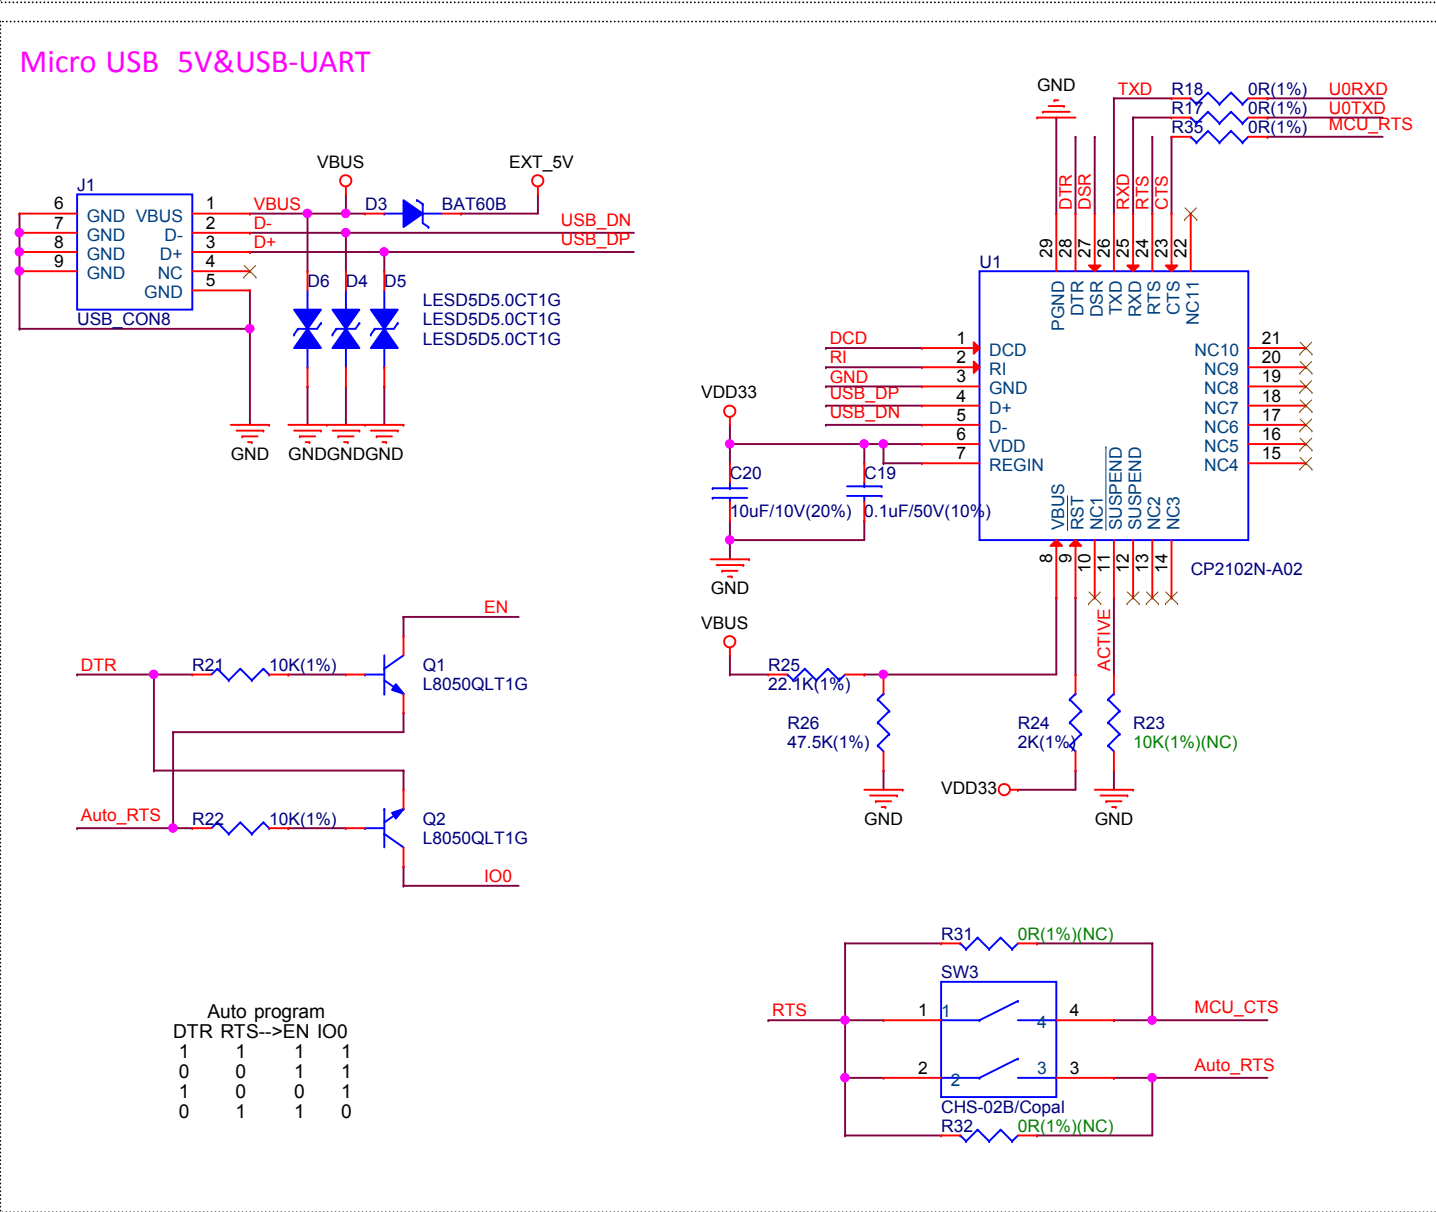 Micro USB  5V&USB-UART
VBUS
EXT_5V
J1
6
7
8
9
GND
GND
GND
GND
VBUS
D-
D+
NC
GND
1
2
3
4
5
USB_CON8
VBUS
D-
D+
D3
BAT60B
USB_DN
USB_DP
D6
D4
D5
LESD5D5.0CT1G
LESD5D5.0CT1G
LESD5D5.0CT1G
GND
GND
GND
GND
GND
TXD
R18
0R(1%)
U0RXD
R17
0R(1%)
U0TXD
R35
0R(1%)
MCU_RTS
DTR
DSR
RXD
RTS
CTS
29
28
27
26
25
24
23
22
U1
PGND
DTR
DSR
TXD
RXD
RTS
CTS
NC11
DCD
RI
GND
USB_DP
USB_DN
1
2
3
4
5
6
7
DCD
RI
GND
D+
D-
VDD
REGIN
NC10
NC9
NC8
NC7
NC6
NC5
NC4
21
20
19
18
17
16
15
VBUS
RST
NC1
SUSPEND
SUSPEND
NC2
NC3
8
9
10
11
12
13
14
CP2102N-A02
VDD33
C20
10uF/10V(20%)
C19
0.1uF/50V(10%)
GND
VBUS
R25
22.1K(1%)
R26
47.5K(1%)
GND
R24
2K(1%)
VDD33
ACTIVE
R23
10K(1%)(NC)
GND
EN
DTR
R21
10K(1%)
Q1
L8050QLT1G
Auto_RTS
R22
10K(1%)
Q2
L8050QLT1G
IO0
R31
0R(1%)(NC)
SW3
RTS
1
1
4
4
MCU_CTS
2
2
3
3
Auto_RTS
CHS-02B/Copal
R32
0R(1%)(NC)
Auto program
DTR RTS-->EN IO0
1 1 1 1
0 0 1 1
1 0 0 1
0 1 1 0